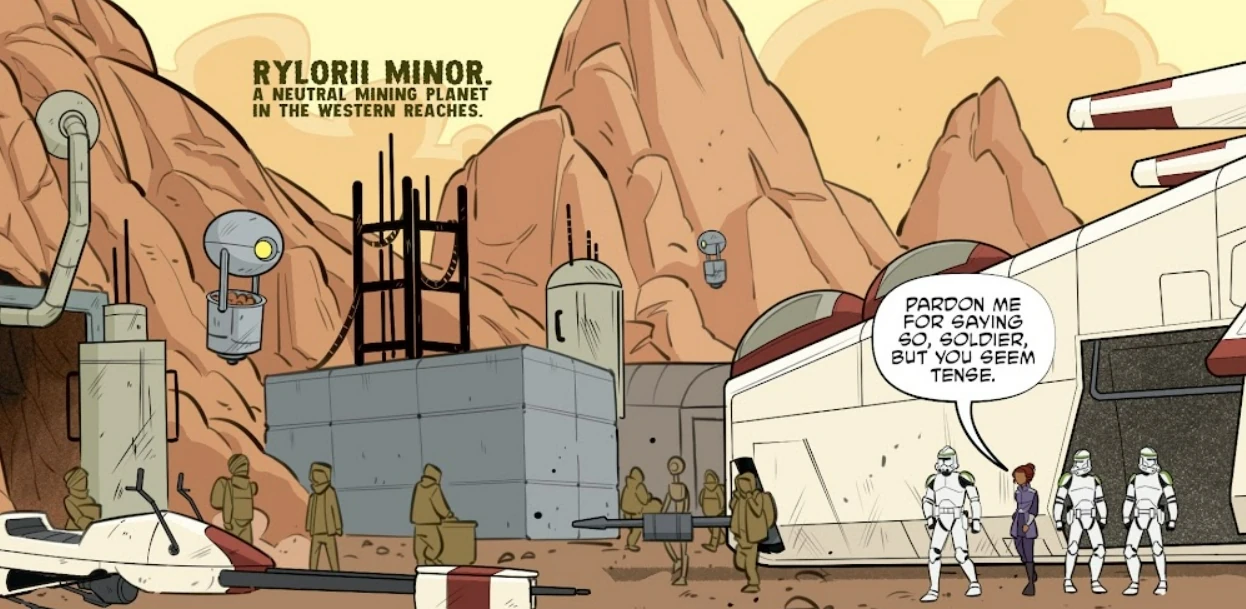 RYLORII MINOR.
A NEUTRAL MINING PLANET
IN THE WESTERN REACHES.
PARDON ME
FOR SAYING
SO, SOLDIER,
BUT YOU SEEM
TENSE.